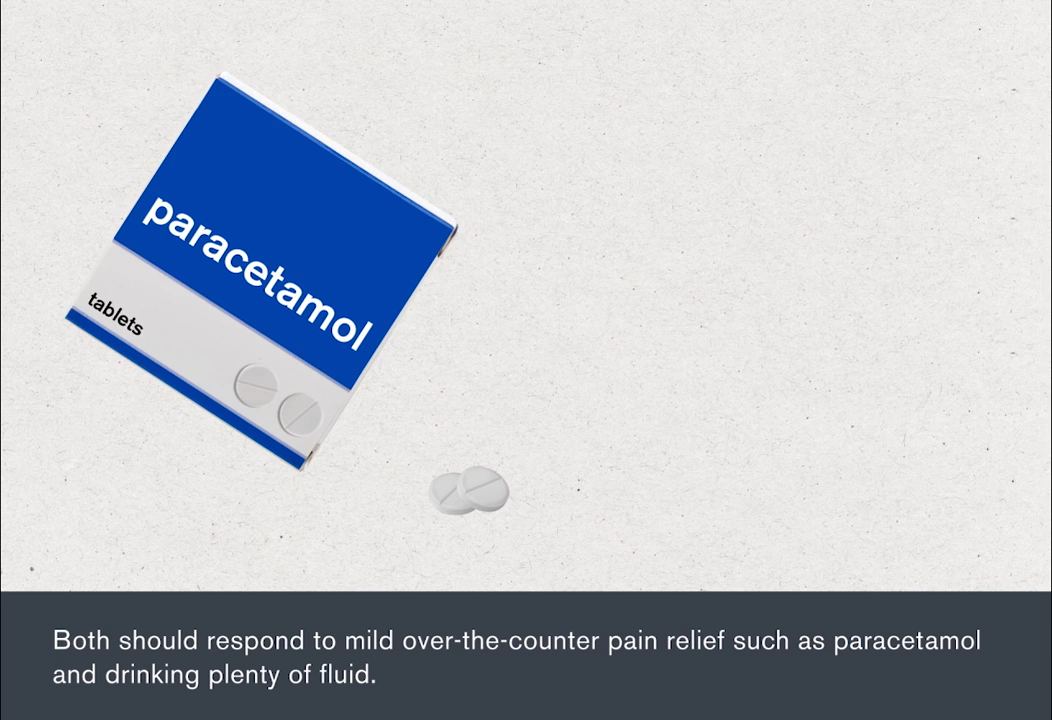 paracetamol
tablets
Both should respond to mild over-the-counter pain relief such as paracetamol
and drinking plenty of fluid.